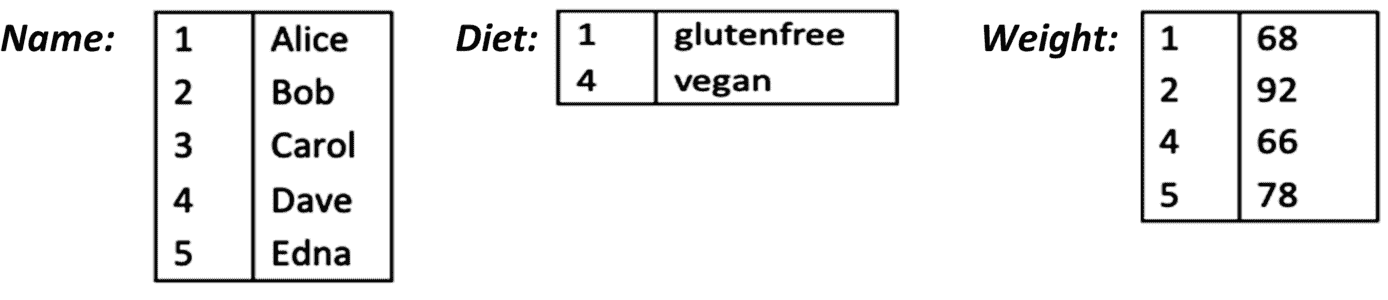 Name:
1 Alice
2 Bob
3 Carol
4 Dave
5 Edna
Diet:
1 glutenfree
4 vegan
Weight:
1 68
2 92
4 66
5 78